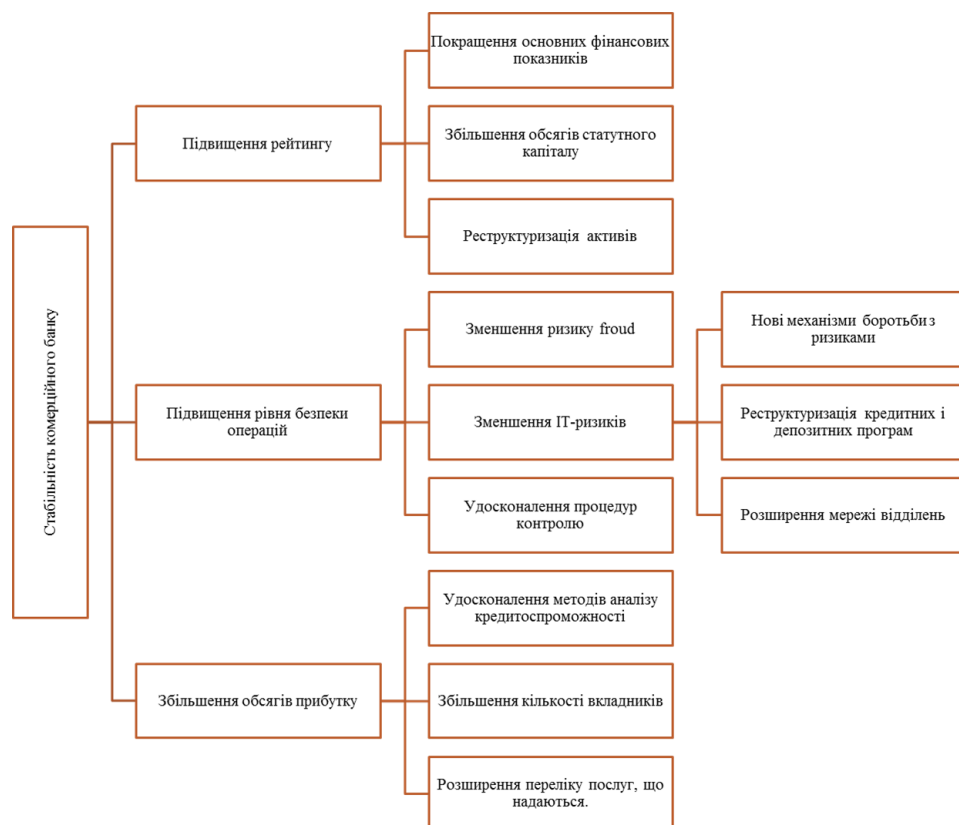 Стабільність комерційного банку
Підвищення рейтингу
Покращення основних фінансових
показників
Збільшення обсягів статутного
капіталу
Реструктуризація активів
Підвищення рівня безпеки
операцій
Зменшення ризику froud
Зменшення ІТ-ризиків
Нові механізми боротьби з
ризиками
Реструктуризація кредитних і
депозитних програм
Розширення мережі відділень
Удосконалення процедур
контролю
Збільшення обсягів прибутку
Удосконалення методів аналізу
кредитоспроможності
Збільшення кількості вкладників
Розширення переліку послуг, що
надаються.